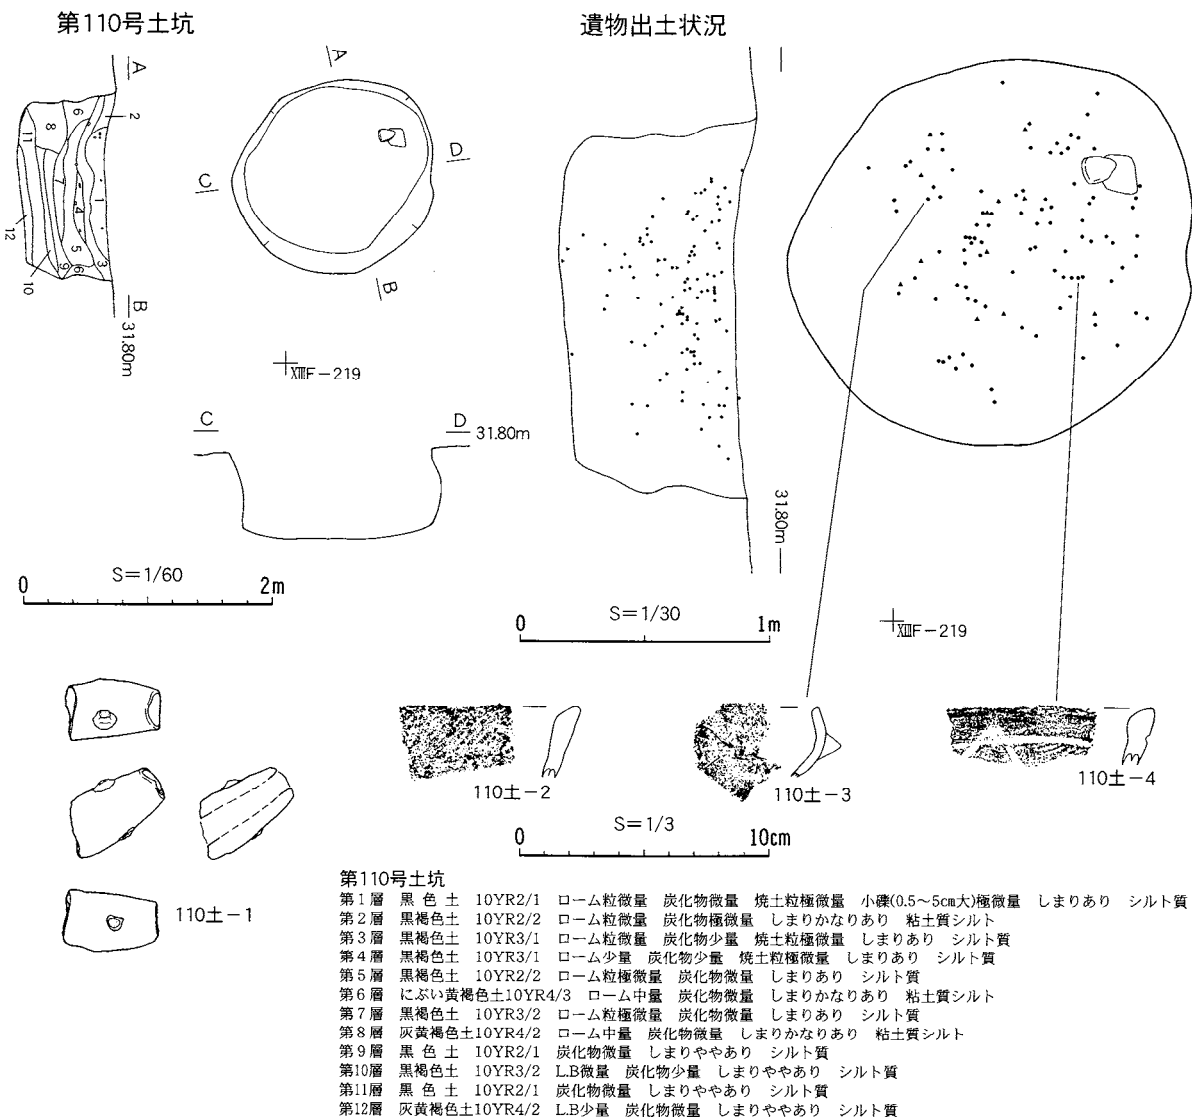 第110号土坑
遺物出土状況
A
A
2
6
8
11
7
4
1
5
3
9
6
12
10
B
31.80m
C
D
B
XⅢF-219
C
D
31.80m
S=1/60
0
2m
31.80m
S=1/30
0
1m
XⅢF-219
110土-1
110土-2
110土-3
110土-4
S=1/3
0
10cm
第110号土坑
第1層 黒色土 10YR2/1 ローム粒微量 炭化物微量 焼土粒極微量 小礫(0.5～5cm大)極微量 しまりあり シルト質
第2層 黒褐色土 10YR2/2 ローム粒微量 炭化物極微量 しまりかなりあり 粘土質シルト
第3層 黒褐色土 10YR3/1 ローム粒微量 炭化物少量 焼土粒極微量 しまりあり シルト質
第4層 黒褐色土 10YR3/1 ローム少量 炭化物少量 焼土粒極微量 しまりあり シルト質
第5層 黒褐色土 10YR2/2 ローム粒極微量 炭化物微量 しまりあり シルト質
第6層 にぶい黄褐色土10YR4/3 ローム中量 炭化物微量 しまりかなりあり 粘土質シルト
第7層 黒褐色土 10YR3/2 ローム粒極微量 炭化物微量 しまりあり シルト質
第8層 灰黄褐色土10YR4/2 ローム中量 炭化物微量 しまりかなりあり 粘土質シルト
第9層 黒色土 10YR2/1 炭化物微量 しまりややあり シルト質
第10層 黒褐色土 10YR3/2 L.B微量 炭化物少量 しまりややあり シルト質
第11層 黒色土 10YR2/1 炭化物微量 しまりややあり シルト質
第12層 灰黄褐色土10YR4/2 L.B少量 炭化物微量 しまりややあり シルト質